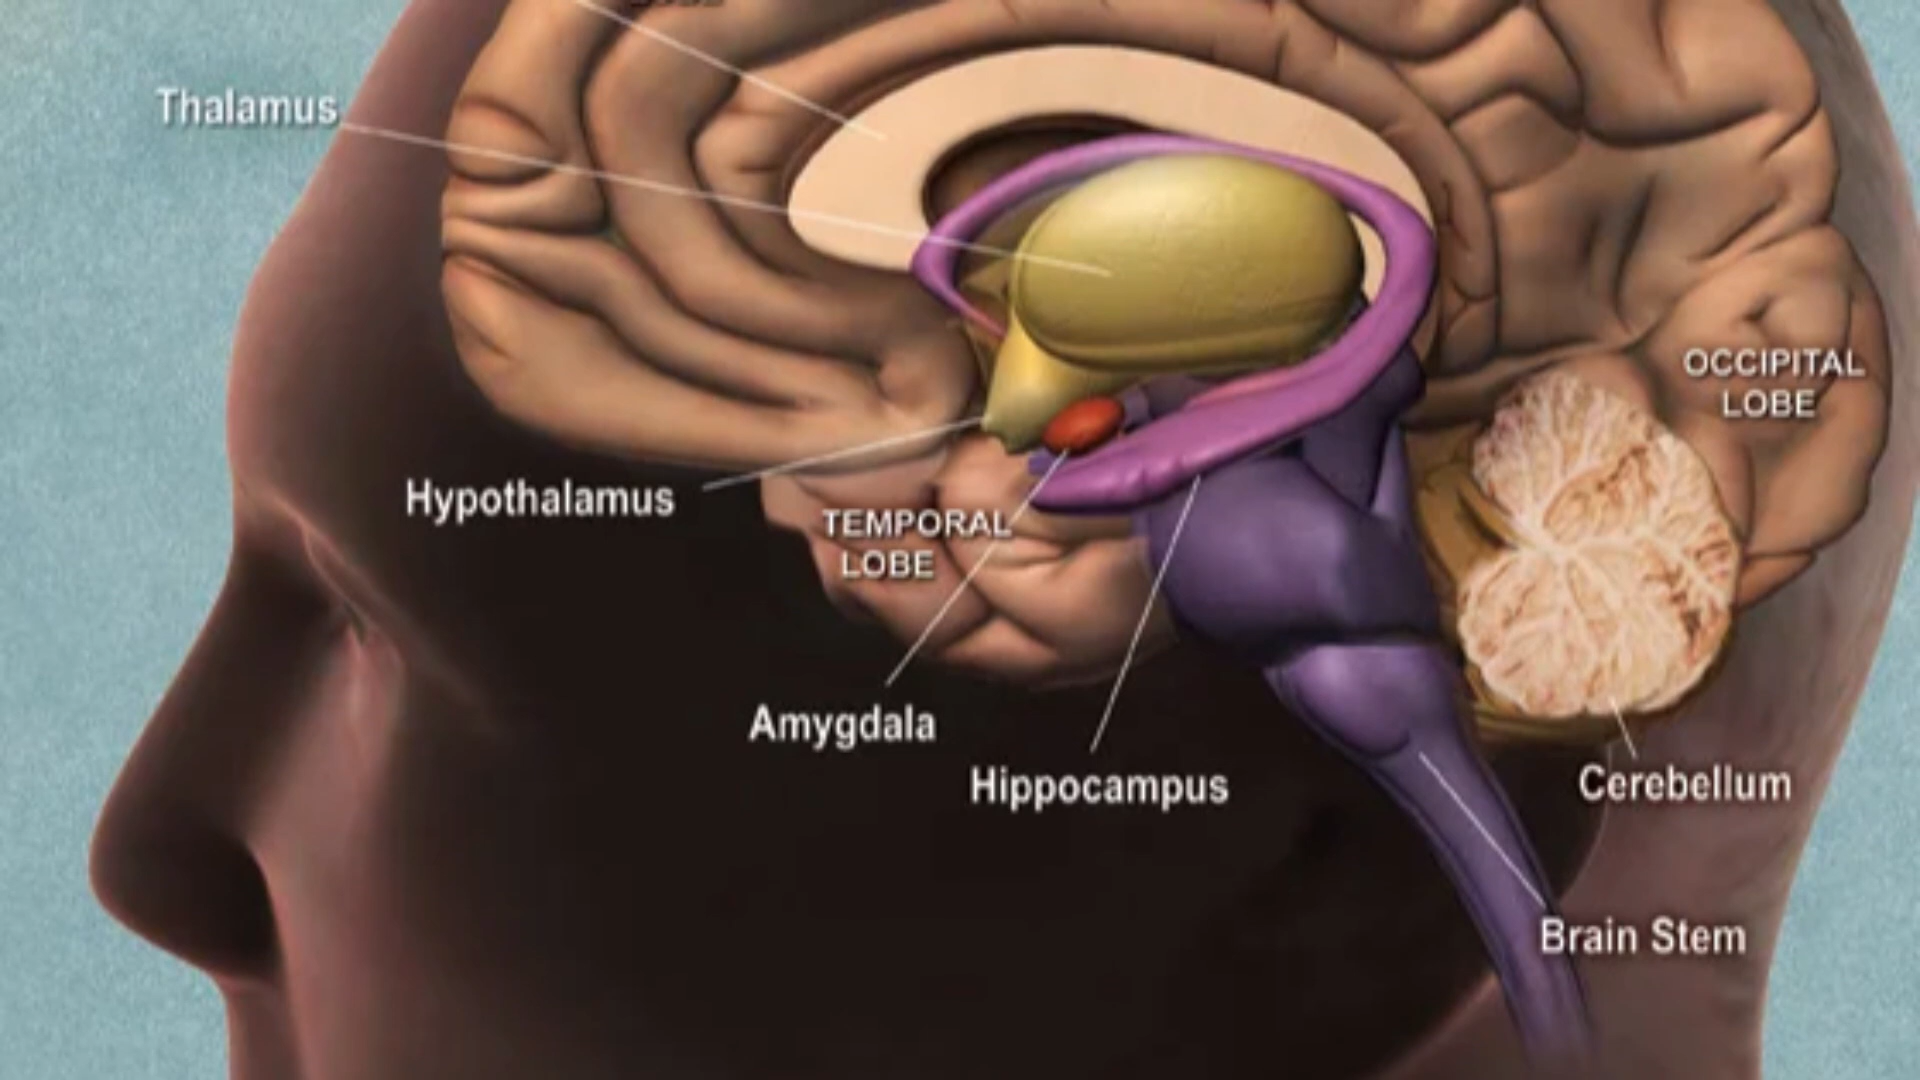 Thalamus
OCCIPITAL
LOBE
Hypothalamus
TEMPORAL
LOBE
Amygdala
Hippocampus
Cerebellum
Brain Stem